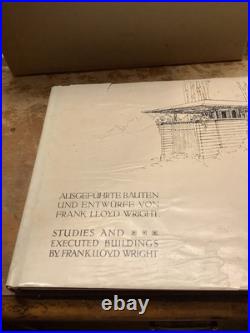 AUSGEFÜHRTE BAUTEN
UND ENTWÜRFE VON
FRANK LLOYD WRIGHT
STUDIES AND
EXECUTED BUILDINGS
BY FRANK LLOYD WRIGHT